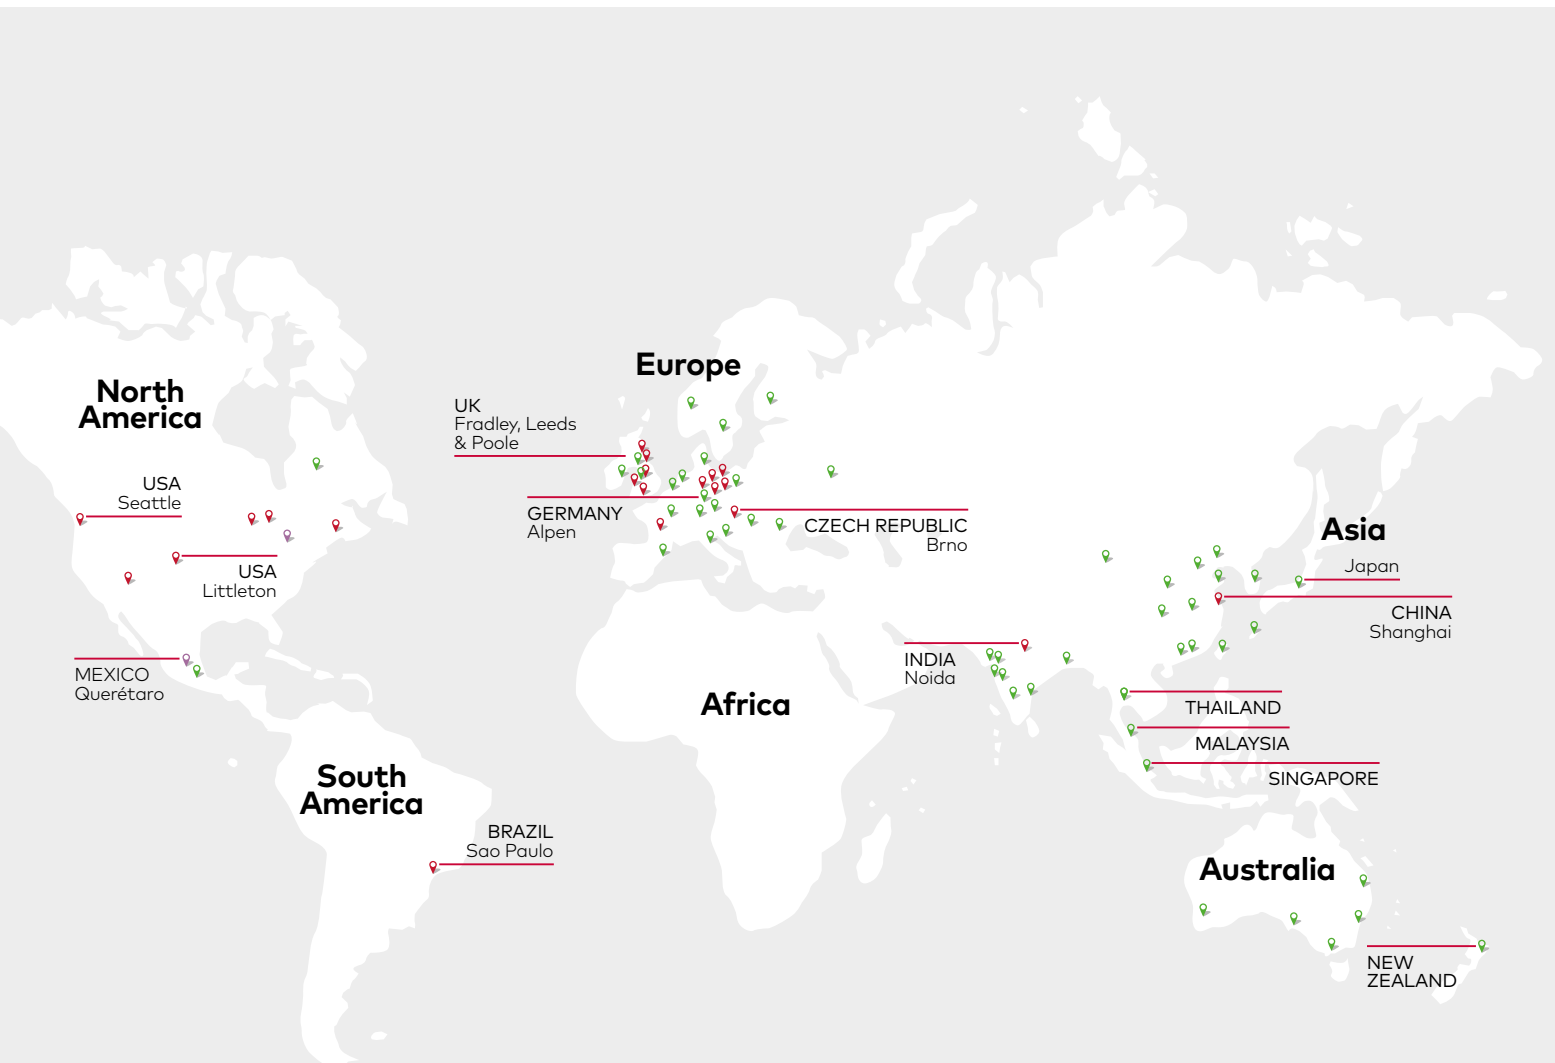 Europe
North
America
UK
Fradley, Leeds
& Poole
USA
Seattle
GERMANY
Alpen
CZECH REPUBLIC
Brno
Asia
Japan
USA
Littleton
CHINA
Shanghai
INDIA
Noida
MEXICO
Querétaro
Africa
THAILAND
MALAYSIA
SINGAPORE
South
America
BRAZIL
Sao Paulo
Australia
NEW
ZEALAND